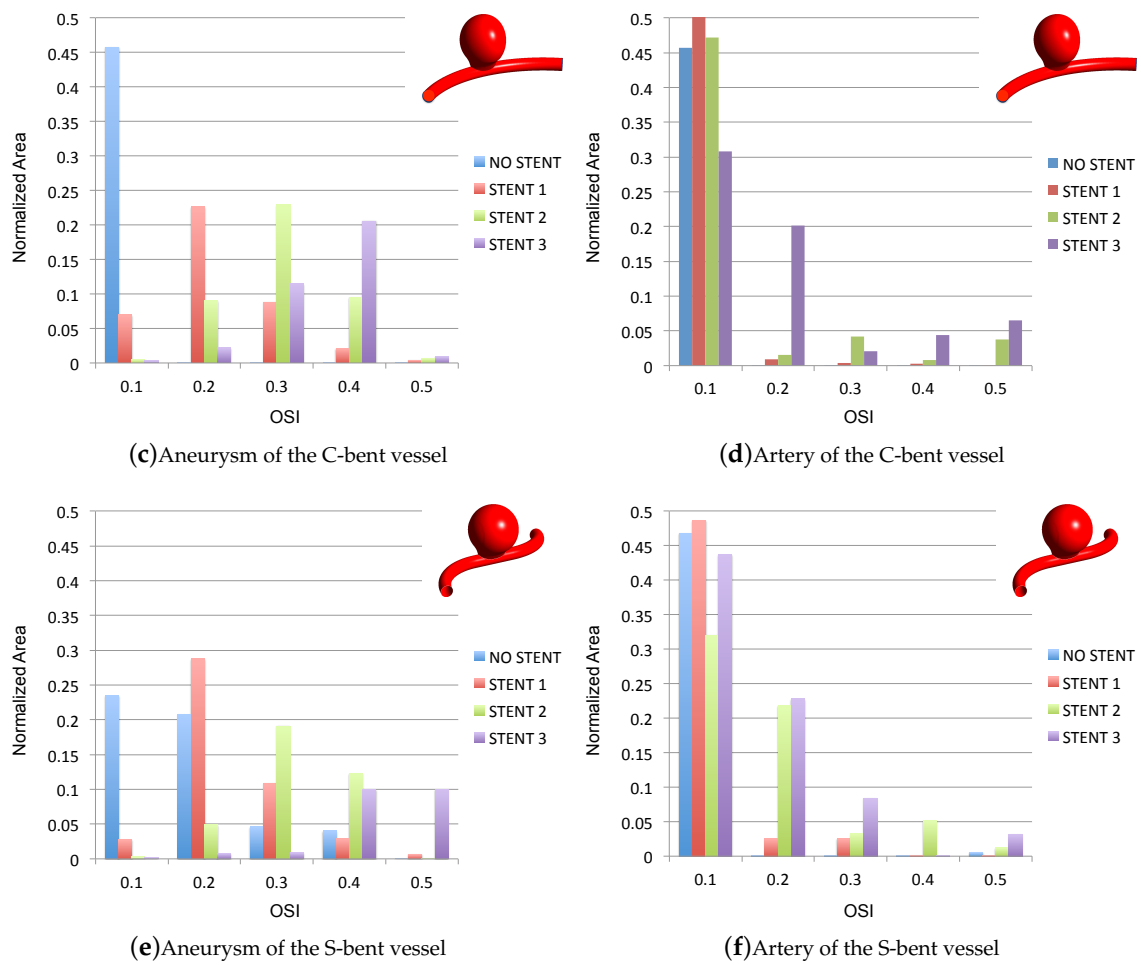 0.5
0.45
0.4
0.35
0.3
0.25
0.2
0.15
0.1
0.05
0
Normalized Area
0.1 0.2 0.3 0.4 0.5
OSI
NO STENT
STENT 1
STENT 2
STENT 3
(c)Aneurysm of the C-bent vessel
0.5
0.45
0.4
0.35
0.3
0.25
0.2
0.15
0.1
0.05
0
Normalized Area
0.1 0.2 0.3 0.4 0.5
OSI
NO STENT
STENT 1
STENT 2
STENT 3
(d)Artery of the C-bent vessel
0.5
0.45
0.4
0.35
0.3
0.25
0.2
0.15
0.1
0.05
0
Normalized Area
0.1 0.2 0.3 0.4 0.5
OSI
NO STENT
STENT 1
STENT 2
STENT 3
(e)Aneurysm of the S-bent vessel
0.5
0.45
0.4
0.35
0.3
0.25
0.2
0.15
0.1
0.05
0
Normalized Area
0.1 0.2 0.3 0.4 0.5
OSI
NO STENT
STENT 1
STENT 2
STENT 3
(f)Artery of the S-bent vessel